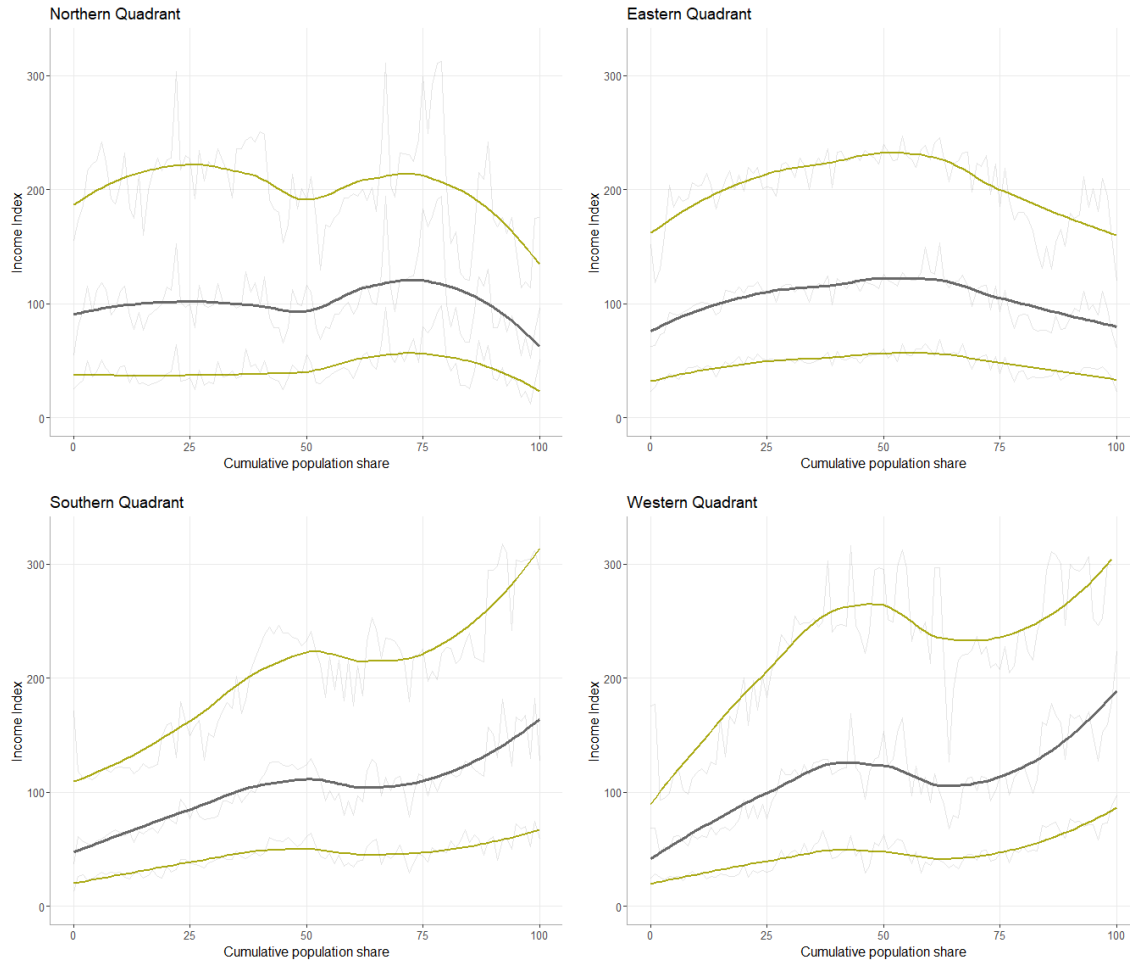 Northern Quadrant
Income Index
300
200
100
0
0 25 50 75 100
Cumulative population share
Eastern Quadrant
Income Index
300
200
100
0
0 25 50 75 100
Cumulative population share
Southern Quadrant
Income Index
300
200
100
0
0 25 50 75 100
Cumulative population share
Western Quadrant
Income Index
300
200
100
0
0 25 50 75 100
Cumulative population share